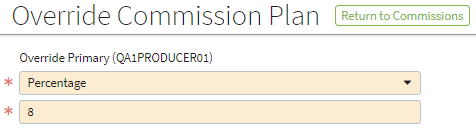 Override Commission Plan Return to Commissions
Override Primary (QA1PRODUCER01)
* Percentage
* 8